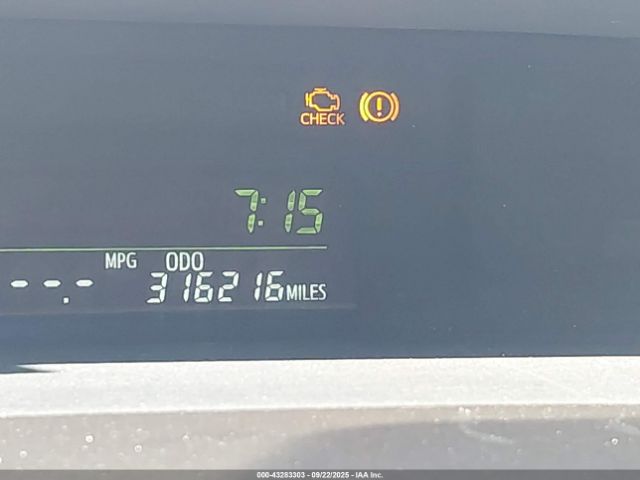 CHECK
7:15
MPG ODO
--.- 316216 MILES
000-43283303 - 09/22/2025 - IAA Inc.